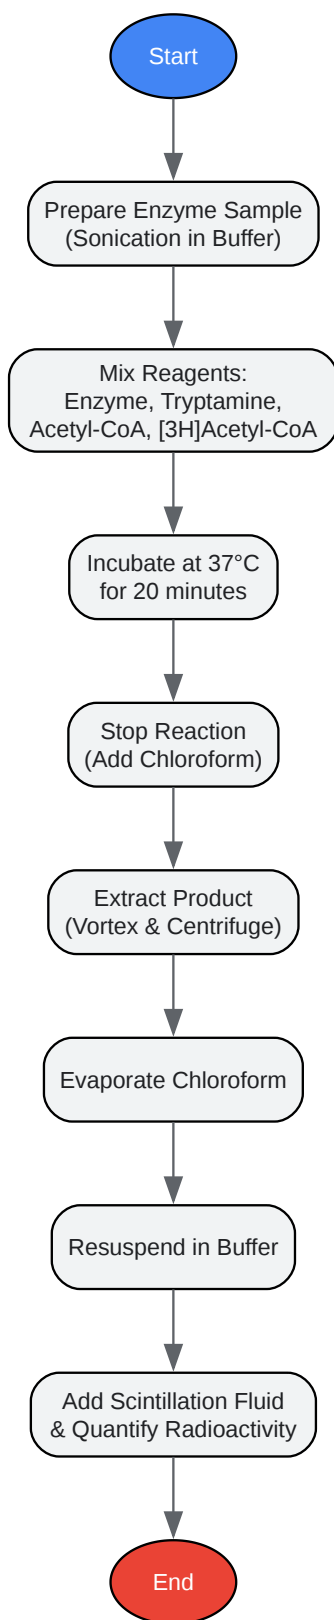 Start
Prepare Enzyme Sample
(Sonication in Buffer)
Mix Reagents:
Enzyme, Tryptamine,
Acetyl-CoA, [3H]Acetyl-CoA
Incubate at 37°C
for 20 minutes
Stop Reaction
(Add Chloroform)
Extract Product
(Vortex & Centrifuge)
Evaporate Chloroform
Resuspend in Buffer
Add Scintillation Fluid
& Quantify Radioactivity
End